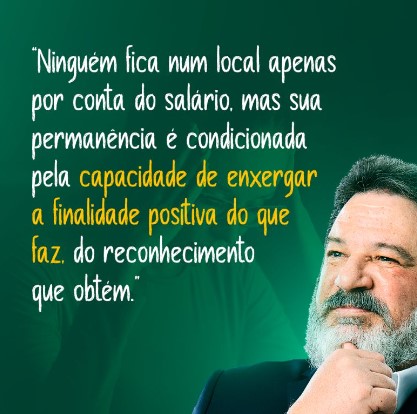 “Ninguém fica num local apenas
por conta do salário, mas sua
permanência é condicionada
pela capacidade de enxergar
a finalidade positiva do que
faz, do reconhecimento
que obtém.”